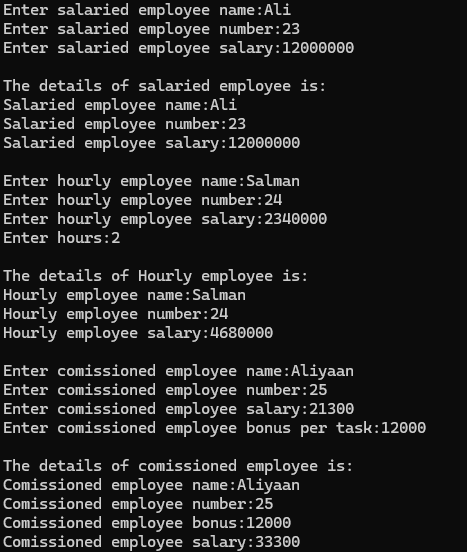 Enter salaried employee name:Ali
Enter salaried employee number:23
Enter salaried employee salary:12000000
The details of salaried employee is:
Salaried employee name:Ali
Salaried employee number:23
Salaried employee salary:12000000
Enter hourly employee name:Salman
Enter hourly employee number:24
Enter hourly employee salary:2340000
Enter hours:2
The details of Hourly employee is:
Hourly employee name:Salman
Hourly employee number:24
Hourly employee salary:4680000
Enter comissioned employee name:Aliyaan
Enter comissioned employee number:25
Enter comissioned employee salary:21300
Enter comissioned employee bonus per task:12000
The details of comissioned employee is:
Comissioned employee name:Aliyaan
Comissioned employee number:25
Comissioned employee bonus:12000
Comissioned employee salary:33300